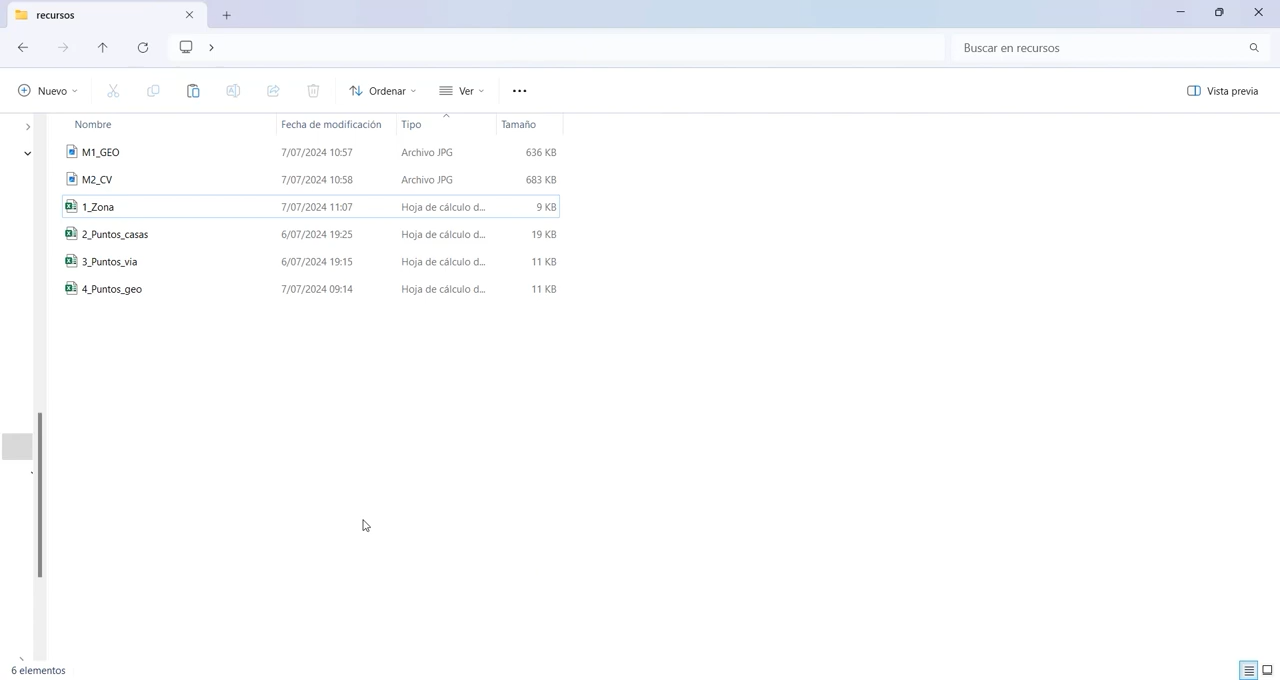 recursos
Buscar en recursos
Nuevo Ordenar Ver Vista previa
Nombre Fecha de modificación Tipo Tamaño
M1_GEO 7/07/2024 10:57 Archivo JPG 636 KB
M2_CV 7/07/2024 10:58 Archivo JPG 683 KB
1_Zona 7/07/2024 11:07 Hoja de cálculo d... 9 KB
2_Puntos_casas 6/07/2024 19:25 Hoja de cálculo d... 19 KB
3_Puntos_via 6/07/2024 19:15 Hoja de cálculo d... 11 KB
4_Puntos_geo 7/07/2024 09:14 Hoja de cálculo d... 11 KB
6 elementos